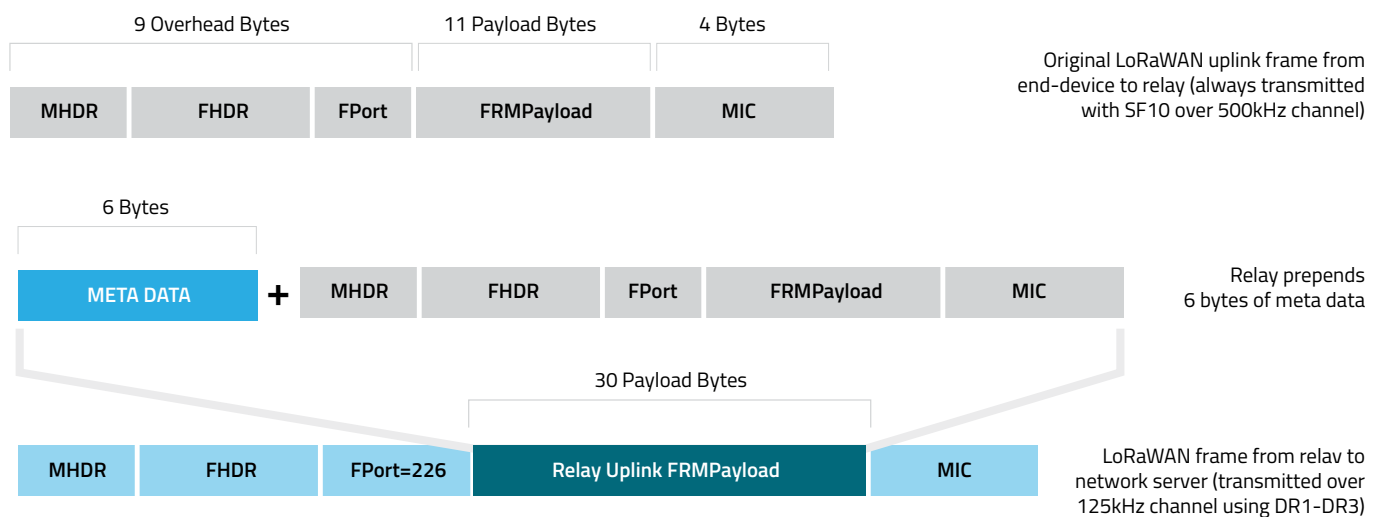 9 Overhead Bytes
11 Payload Bytes
4 Bytes
MHDR
FHDR
FPort
FRMPayload
MIC
Original LoRaWAN uplink frame from
end-device to relay (always transmitted
with SF10 over 500kHz channel)
6 Bytes
META DATA
+
MHDR
FHDR
FPort
FRMPayload
MIC
Relay prepends
6 bytes of meta data
30 Payload Bytes
MHDR
FHDR
FPort=226
Relay Uplink FRMPayload
MIC
LoRaWAN frame from relav to
network server (transmitted over
125kHz channel using DR1-DR3)